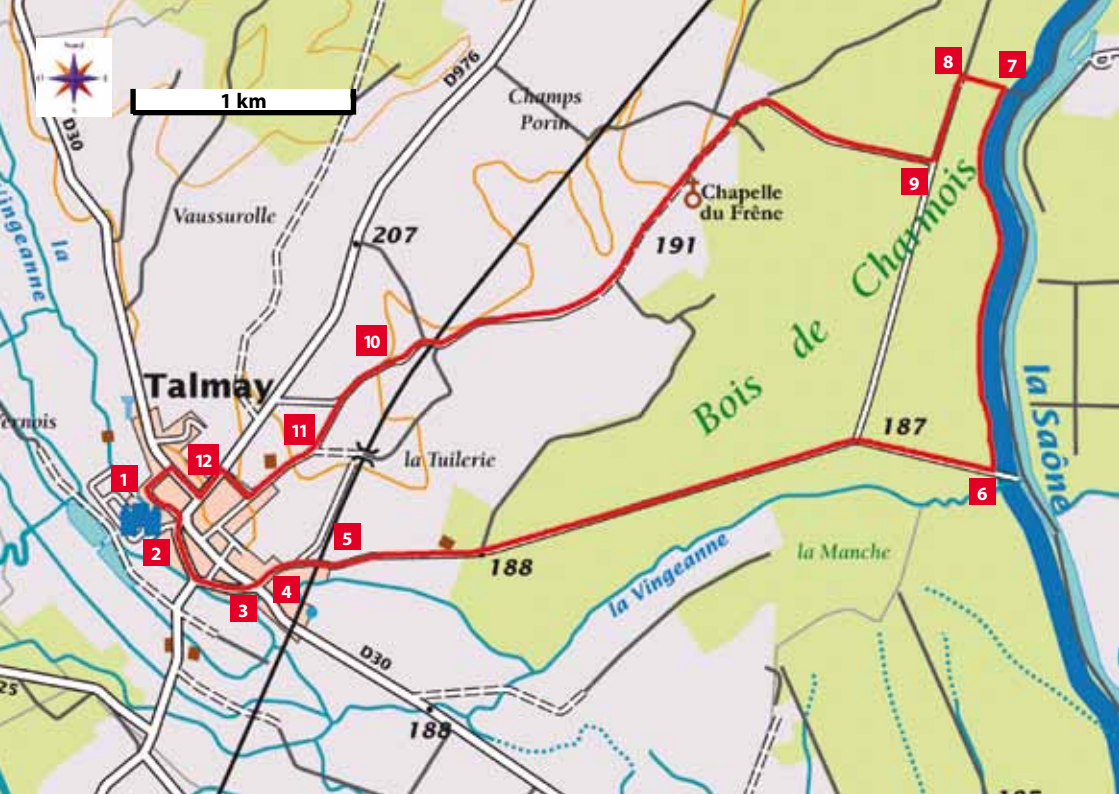 Nord
1 km
D30
D976
Champs
Porin
8
7
9
Chapelle
du Frêne
191
la
Vingeanne
Vaussurolle
207
Bois de Charmois
10
Talmay
11
12
1
la Tuilerie
187
la Saône
6
2
5
188
la Vingeanne
la Manche
4
3
D30
188